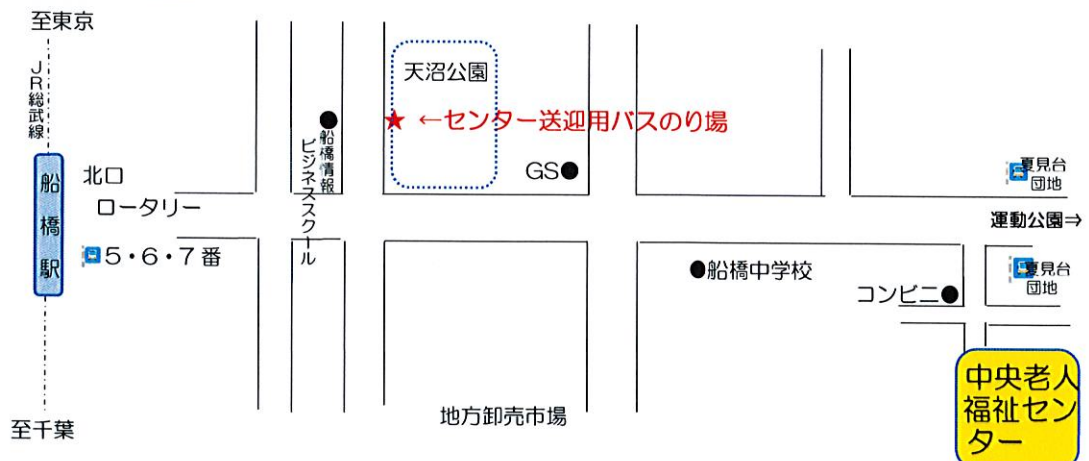 至東京
JR総武線
船橋駅
北口
ロータリー
5・6・7番
至千葉
船橋情報
ビジネススクール
天沼公園
★ ←センター送迎用バスのり場
GS●
地方卸売市場
●船橋中学校
コンビニ●
夏見台
団地
運動公園⇒
夏見台
団地
中央老人
福祉セン
ター